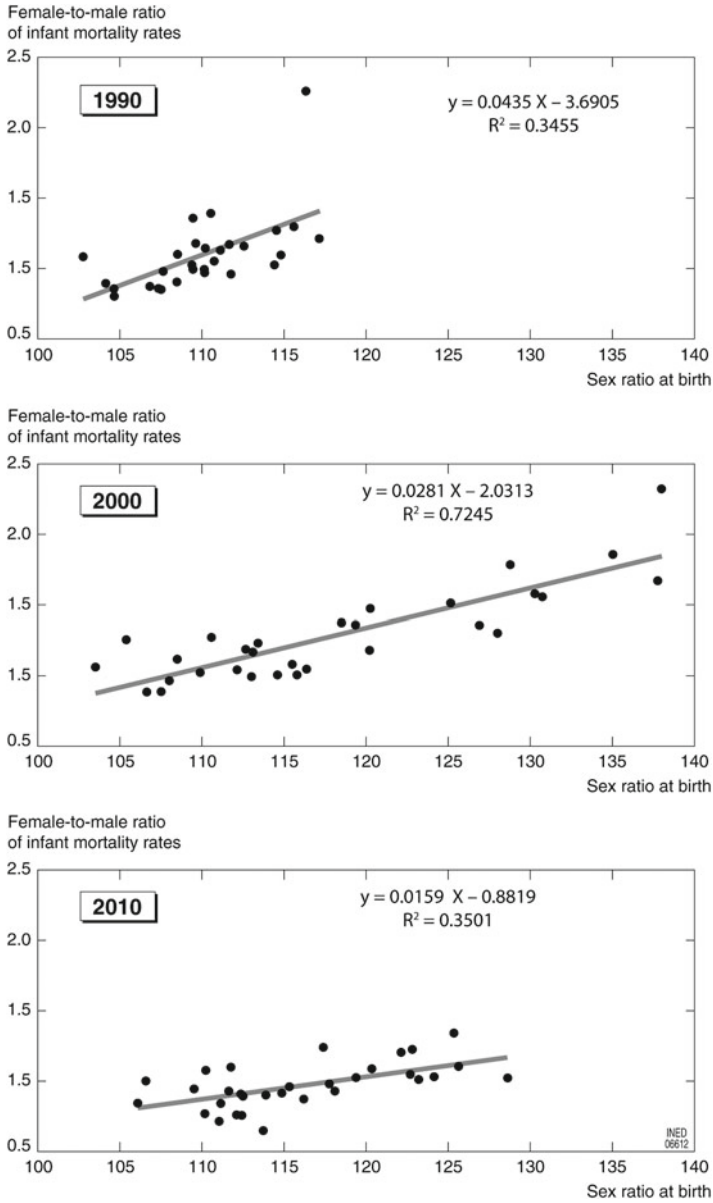 Female-to-male ratio
of infant mortality rates
2.5
1990
y = 0.0435 X – 3.6905
R² = 0.3455
2.0
1.5
1.5
0.5
100 105 110 115 120 125 130 135 140
Sex ratio at birth
Female-to-male ratio
of infant mortality rates
2.5
2000
y = 0.0281 X – 2.0313
R² = 0.7245
2.0
1.5
1.5
0.5
100 105 110 115 120 125 130 135 140
Sex ratio at birth
Female-to-male ratio
of infant mortality rates
2.5
2010
y = 0.0159 X – 0.8819
R² = 0.3501
2.0
1.5
1.5
INED
06612
0.5
100 105 110 115 120 125 130 135 140
Sex ratio at birth